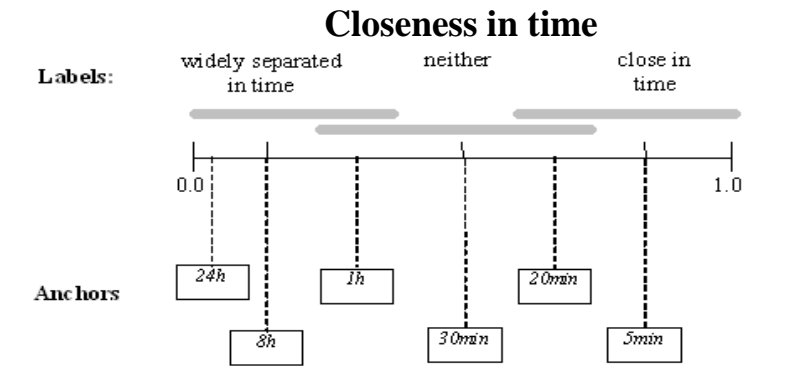 Closeness in time
Labels:
widely separated
in time
neither
close in
time
0.0
1.0
Anchors
24h
1h
20min
8h
30min
5min